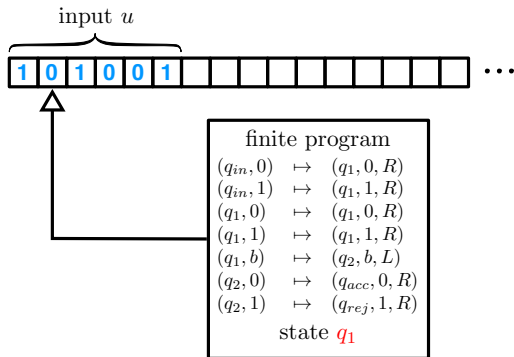 input u
1 0 1 0 0 1 ...
finite program
(q_in, 0) ↦ (q_1, 0, R)
(q_in, 1) ↦ (q_1, 1, R)
(q_1, 0) ↦ (q_1, 0, R)
(q_1, 1) ↦ (q_1, 1, R)
(q_1, b) ↦ (q_2, b, L)
(q_2, 0) ↦ (q_acc, 0, R)
(q_2, 1) ↦ (q_rej, 1, R)
state q_1